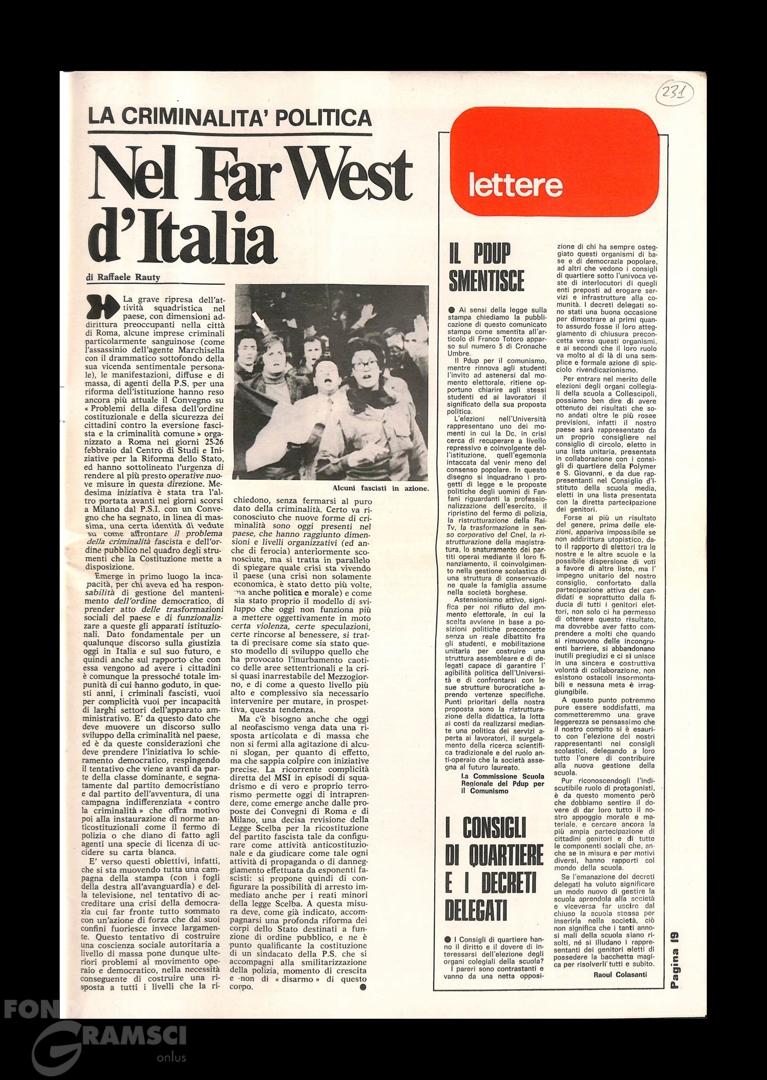 231
LA CRIMINALITA' POLITICA
Nel Far West
d'Italia
di Raffaele Rauty
La grave ripresa dell'at-
tività squadristica nel
paese, con dimensioni ad-
dirittura preoccupanti nella città
di Roma, alcune imprese criminali
particolarmente sanguinose (come
l'assassinio dell'agente Marchisella
con il drammatico sottofondo della
sua vicenda sentimentale persona-
le), le manifestazioni, diffuse e di
massa, di agenti della P.S. per una
riforma dell'istituzione hanno reso
ancora più attuale il Convegno su
« Problemi della difesa dell'ordine
costituzionale e della sicurezza dei
cittadini contro la eversione fasci-
sta e la criminalità comune » orga-
nizzato a Roma nei giorni 25-26
febbraio dal Centro di Studi e Ini-
ziative per la Riforma dello Stato,
ed hanno sottolineato l'urgenza di
rendere al più presto operative nuo-
ve misure in questa direzione. Me-
desima iniziativa è stata tra l'al-
tro portata avanti nei giorni scorsi
a Milano dal P.S.I. con un Conve-
gno che ha segnato, in linea di mas-
sima, una certa identità di vedute
su come affrontare il problema
della criminalità fascista e dell'or-
dine pubblico nel quadro degli stru-
menti che la Costituzione mette a
disposizione.
Emerge in primo luogo la inca-
pacità, per chi aveva ed ha respon-
sabilità di gestione del manteni-
mento dell'ordine democratico, di
prender atto delle trasformazioni
sociali del paese e di funzionaliz-
zare a queste gli apparati istituzio-
nali. Dato fondamentale per un
qualunque discorso sulla giustizia
oggi in Italia e sul suo futuro, e
quindi anche sul rapporto che con
essa vengono ad avere i cittadini
è comunque la pressoché totale im-
punità di cui hanno goduto, in que-
sti anni, i criminali fascisti, vuoi
per complicità vuoi per incapacità
di larghi settori dell'apparato am-
ministrativo. E' da questo dato che
deve muovere un discorso sullo
sviluppo della criminalità nel paese,
ed è da queste considerazioni che
deve prendere l'iniziativa lo schie-
ramento democratico, respingendo
il tentativo che viene avanti da par-
te della classe dominante, e segna-
tamente dal partito democristiano
e dal partito dell'avventura, di una
campagna indifferenziata « contro
la criminalità » che offra motivo
poi alla instaurazione di norme an-
ticostituzionali come il fermo di
polizia o che diano di fatto agli
agenti una specie di licenza di uc-
cidere su carta bianca.
E' verso questi obiettivi, infatti,
che si sta muovendo tutta una cam-
pagna della stampa (con i fogli
della destra all'avanguardia) e del-
la televisione, nel tentativo di ac-
creditare una crisi della democra-
zia cui far fronte tutto sommato
con un'azione di forza che dai suoi
confini fuoriesce invece largamen-
te. Questo tentativo di costruire
una coscienza sociale autoritaria a
livello di massa pone dunque ulte-
riori problemi al movimento ope-
raio e democratico, nella necessità
conseguente di costruire una ri-
sposta a tutti i livelli che la ri-
Alcuni fascisti in azione.
chiedono, senza fermarsi al puro
dato della criminalità. Certo va ri-
conosciuto che nuove forme di cri-
minalità sono oggi presenti nel
paese, che hanno raggiunto dimen-
sioni e livelli organizzativi (ed an-
che di ferocia) anteriormente sco-
nosciute, ma si tratta in parallelo
di spiegare quale crisi sta vivendo
il paese (una crisi non solamente
economica, è stato detto più volte,
ma anche politica e morale) e come
sia stato proprio il modello di svi-
luppo che oggi non funziona più
a mettere oggettivamente in moto
certa violenza, certe speculazioni,
certe rincorse al benessere, si trat-
ta di precisare come sia stato que-
sto modello di sviluppo quello che
ha provocato l'inurbamento caoti-
co delle aree settentrionali e la cri-
si quasi inarrestabile del Mezzogior-
no, e di come a questo livello più
alto e complessivo sia necessario
intervenire per mutare, in prospet-
tiva, questa tendenza.
Ma c'è bisogno anche che oggi
al neofascismo venga data una ri-
sposta articolata e di massa che
non si fermi alla agitazione di alcu-
ni slogan, per quanto di effetto,
ma che sappia colpire con iniziative
precise. La ricorrente complicità
diretta del MSI in episodi di squa-
drismo e di vero e proprio terro-
rismo permette oggi di intrapren-
dere, come emerge anche dalle pro-
poste dei Convegni di Roma e di
Milano, una decisa revisione della
Legge Scelba per la ricostituzione
del partito fascista tale da configu-
rare come attività anticostituzio-
nale e da giudicare come tale ogni
attività di propaganda o di danneg-
giamento effettuata da esponenti fa-
scisti: si propone quindi di con-
figurare la possibilità di arresto im-
mediato anche per i reati minori
della legge Scelba. A questa misu-
ra deve, come già indicato, accom-
pagnarsi una profonda riforma dei
corpi dello Stato destinati a fun-
zione di ordine pubblico, e ne è
punto qualificante la costituzione
di un sindacato della P.S. che si
accompagni alla smilitarizzazione
della polizia, momento di crescita
e non di « disarmo » di questo
corpo.
lettere
IL PDUP
SMENTISCE
Ai sensi della legge sulla
stampa chiediamo la pubbli-
cazione di questo comunicato
stampa come smentita all'ar-
ticolo di Franco Totoro appar-
so sul numero 5 di Cronache
Umbre.
Il Pdup per il comunismo,
mentre rinnova agli studenti
l'invito ad astenersi dal mo-
mento elettorale, ritiene op-
portuno chiarire agli stessi
studenti ed ai lavoratori il
significato della sua proposta
politica.
L'elezioni nell'Università
rappresentano uno dei mo-
menti in cui la Dc, in crisi
cerca di recuperare a livello
repressivo e coinvolgente del-
l'istituzione, quell'egemonia
intaccata dal venir meno del
consenso popolare. In questo
disegno si inquadrano i pro-
getti di legge e le proposte
politiche degli uomini di Fan-
fani riguardanti la professio-
nalizzazione dell'esercito, il
ripristino del fermo di polizia,
la ristrutturazione della Rai-
Tv, la trasformazione in sen-
so corporativo del Cnel, la ri-
strutturazione della magistra-
tura, lo snaturamento dei par-
titi operai mediante il loro fi-
nanziamento, il coinvolgimen-
to nella gestione scolastica di
una struttura di conservazio-
ne quale la famiglia assume
nella società borghese.
Astensionismo attivo, signi-
fica per noi rifiuto del mo-
mento elettorale, in cui la
scelta avviene in base a po-
sizioni politiche preconcette
senza un reale dibattito fra
gli studenti, e mobilitazione
unitaria per costruire una
struttura assembleare e di de-
legati capace di garantire l'
agibilità politica dell'Universi-
tà e di confrontarsi con le
sue strutture burocratiche a-
prendo vertenze specifiche.
Punti prioritari della nostra
proposta sono la ristruttura-
zione della didattica, la lotta
ai costi da realizzarsi median-
te una politica dei servizi a-
perta ai lavoratori, il surgela-
mento della ricerca scientifi-
ca tradizionale e del ruolo an-
ti-operaio che la società asse-
gna al futuro laureato.
La Commissione Scuola
Regionale del Pdup per
il Comunismo
I CONSIGLI
DI QUARTIERE
E I DECRETI
DELEGATI
I Consigli di quartiere han-
no il diritto e il dovere di in-
teressarsi dell'elezione degli
organi collegiali della scuola?
I pareri sono contrastanti e
vanno da una netta opposi-
zione di chi ha sempre osteg-
giato questi organismi di ba-
se e di democrazia popolare,
ad altri che vedono i consigli
di quartiere sotto l'univoca ve-
ste di interlocutori di quegli
enti preposti ad erogare ser-
vizi e infrastrutture alla co-
munità. I decreti delegati so-
no stati una buona occasione
per dimostrare ai primi quan-
to assurdo fosse il loro atteg-
giamento di chiusura precon-
cetta verso questi organismi,
e ai secondi che il loro ruolo
va molto al di là di una sem-
plice e formale azione di spic-
ciolo rivendicazionismo.
Per entrare nel merito delle
elezioni degli organi collegia-
li della scuola a Collescipoli,
possiamo ben dire di avere
ottenuto dei risultati che so-
no andati oltre le più rosee
previsioni, infatti il nostro
paese sarà rappresentato da
un proprio consigliere nel
consiglio di circolo, eletto in
una lista unitaria, presentata
in collaborazione con i consi-
gli di quartiere della Polymer
e S. Giovanni, e da due rap-
presentanti nel Consiglio d'I-
stituto della scuola media,
eletti in una lista presentata
con la diretta partecipazione
dei genitori.
Forse ai più un risultato
del genere, prima delle ele-
zioni, appariva impossibile se
non addirittura utopistico, da-
to il rapporto di elettori tra le
nostre e le altre scuole e la
possibile dispersione di voti
a favore di altre liste, ma l'
impegno unitario del nostro
consiglio, confortato dalla
partecipazione attiva dei can-
didati e soprattutto dalla fi-
ducia di tutti i genitori elet-
tori, non solo ci ha permesso
di ottenere questo risultato,
ma dovrebbe aver fatto com-
prendere a molti che quando
si rimuovono delle incongru-
enti barriere, si abbandonano
inutili pregiudizi e ci si unisce
in una sincera e costruttiva
volontà di collaborazione, non
esistono ostacoli insormonta-
bili e nessuna meta è irrag-
giungibile.
A questo punto potremmo
pure essere soddisfatti, ma
commetteremmo una grave
leggerezza se pensassimo che
il nostro compito si è esauri-
to con l'elezione dei nostri
rappresentanti nei consigli
scolastici, delegando a loro
tutto l'onere di contribuire
alla nuova gestione della
scuola.
Pur riconoscendogli l'indi-
scutibile ruolo di protagonisti,
è da questo momento però
che dobbiamo sentire il do-
vere di dar loro tutto il no-
stro appoggio morale e ma-
teriale, e cercare ancora la
più ampia partecipazione di
cittadini genitori e di tutte
le componenti sociali che, an-
che se in misura e per motivi
diversi, hanno rapporti col
mondo della scuola.
Se l'emanazione dei decreti
delegati ha voluto significare
un modo nuovo di gestire la
scuola aprendola alla società
e viceversa far uscire dal
chiuso la scuola stessa per
inserirla nella società, ciò
non significa che i tanti anno-
si mali della scuola siano ri-
solti, né si illudano i rappre-
sentanti dei genitori eletti di
possedere la bacchetta magi-
ca per risolverli tutti e subito.
Raoul Colasanti
Pagina 19
FON
GRAMSCI
onlus